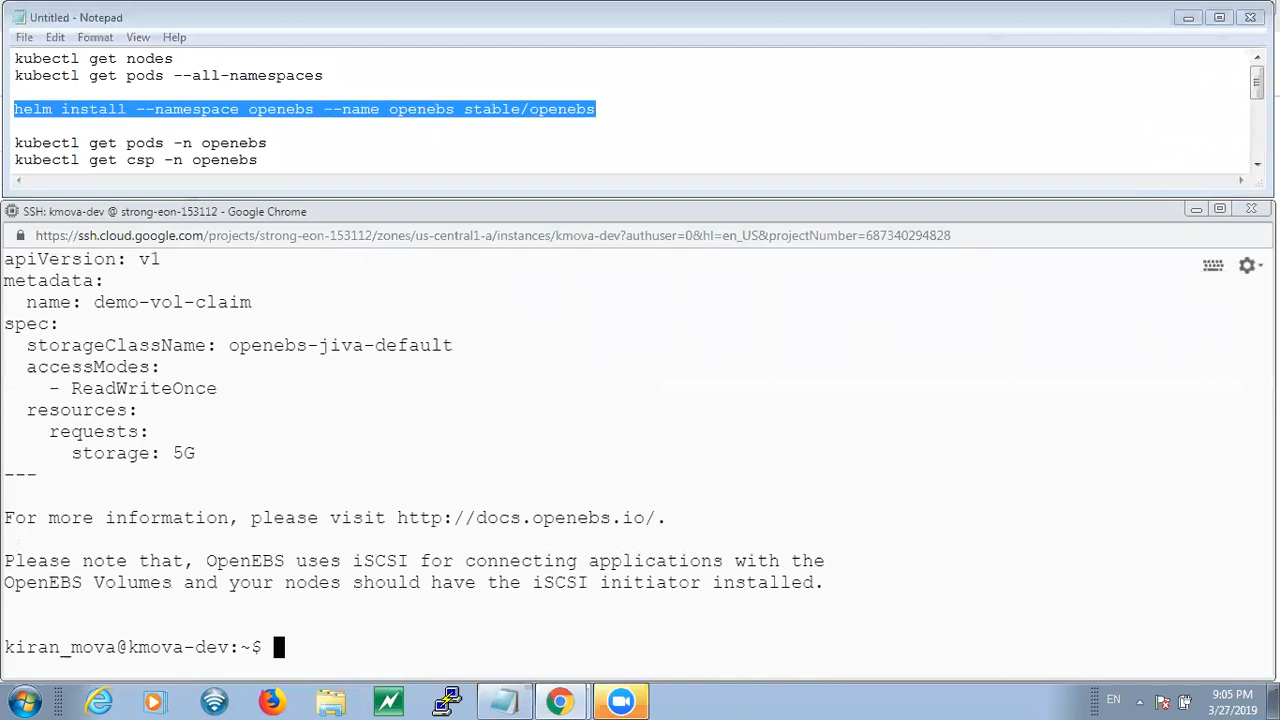 Untitled - Notepad
File Edit Format View Help
kubectl get nodes
kubectl get pods --all-namespaces
helm install --namespace openebs --name openebs stable/openebs
kubectl get pods -n openebs
kubectl get csp -n openebs
SSH: kmova-dev @ strong-eon-153112 - Google Chrome
https://ssh.cloud.google.com/projects/strong-eon-153112/zones/us-central1-a/instances/kmova-dev?authuser=0&hl=en_US&projectNumber=687340294828
apiVersion: v1
metadata:
  name: demo-vol-claim
spec:
  storageClassName: openebs-jiva-default
  accessModes:
    - ReadWriteOnce
  resources:
    requests:
      storage: 5G
---
For more information, please visit http://docs.openebs.io/.
Please note that, OpenEBS uses iSCSI for connecting applications with the
OpenEBS Volumes and your nodes should have the iSCSI initiator installed.
kiran_mova@kmova-dev:~$
EN
9:05 PM
3/27/2019